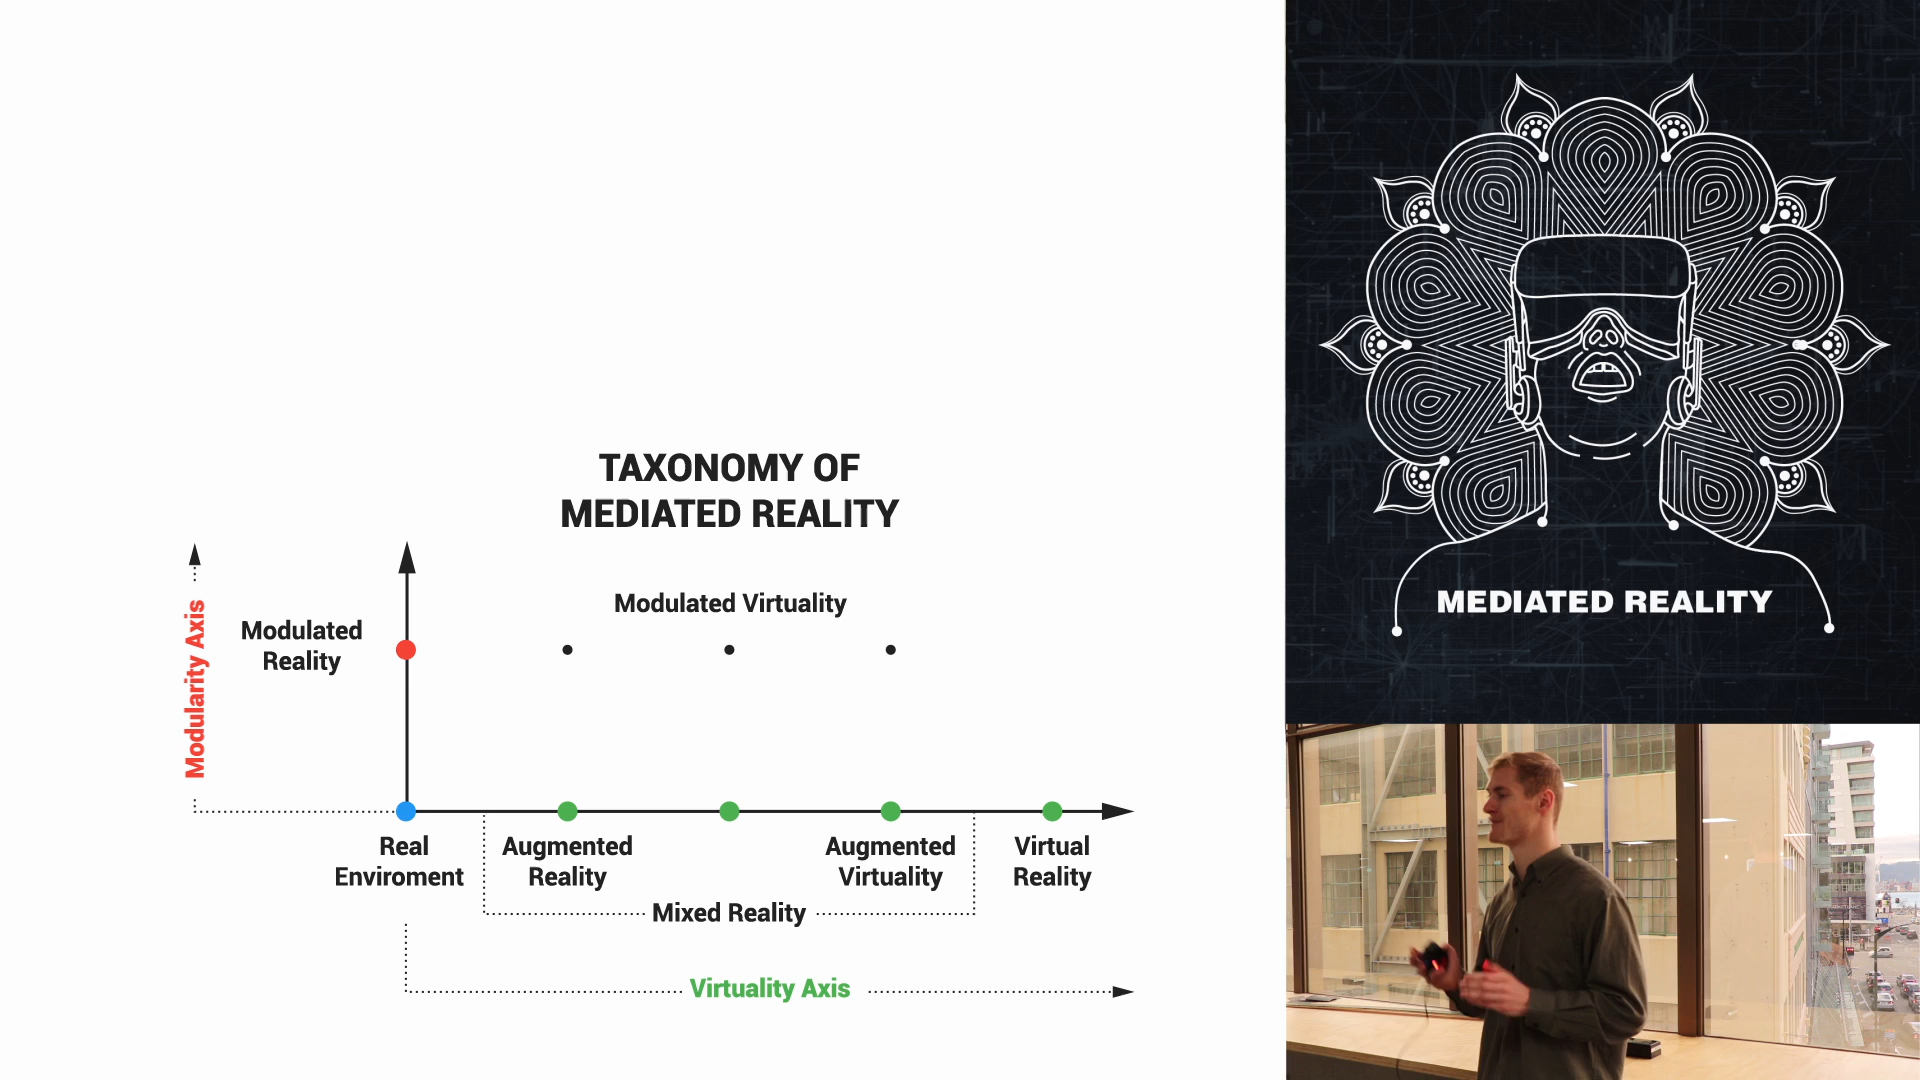 TAXONOMY OF
MEDIATED REALITY
Modulated Virtuality
Modularity Axis
Modulated
Reality
Real
Enviroment
Augmented
Reality
Augmented
Virtuality
Virtual
Reality
Mixed Reality
Virtuality Axis
MEDIATED REALITY